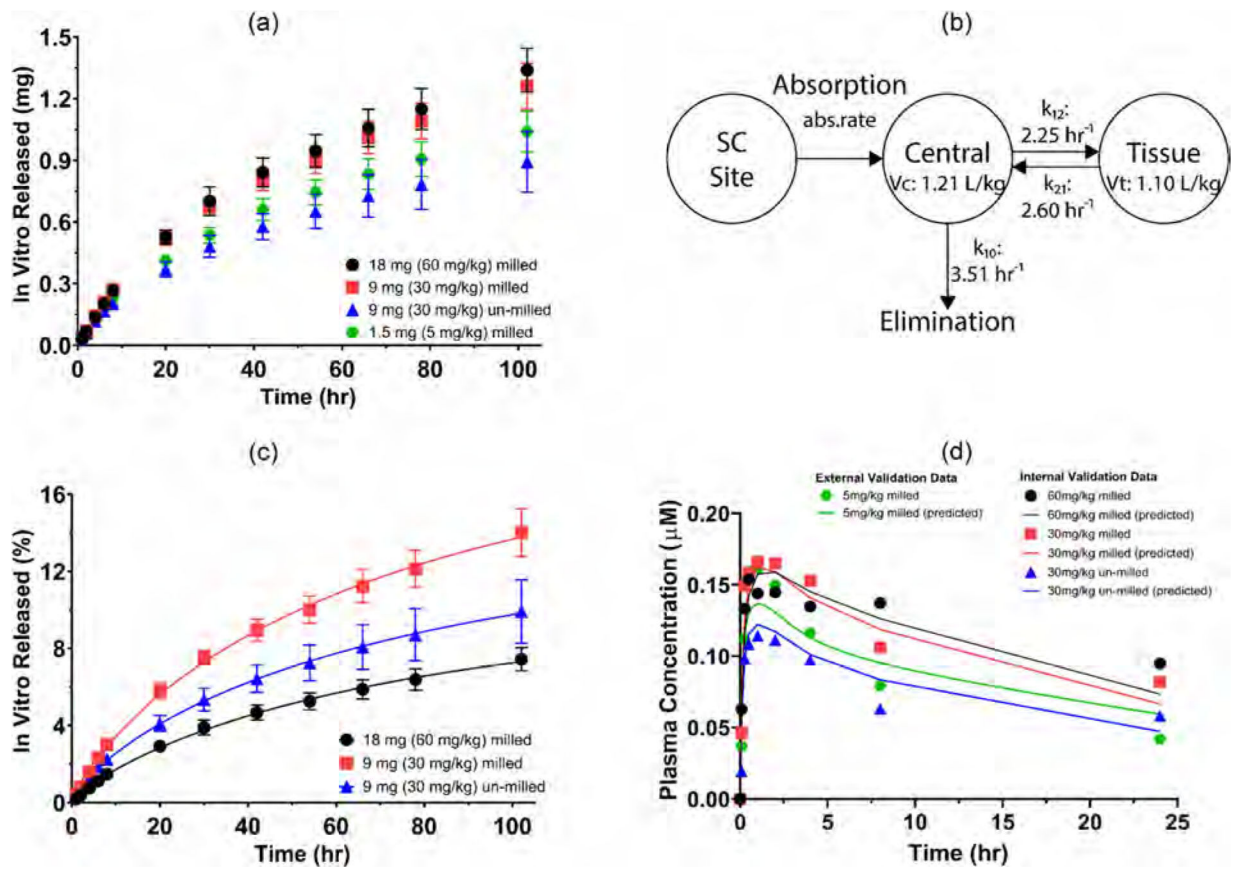 (a)
In Vitro Released (mg)
1.5
1.2
0.9
0.6
0.3
0.0
0 20 40 60 80 100
Time (hr)
18 mg (60 mg/kg) milled
9 mg (30 mg/kg) milled
9 mg (30 mg/kg) un-milled
1.5 mg (5 mg/kg) milled
(b)
SC
Site
Absorption
abs.rate
Central
Vc: 1.21 L/kg
k12:
2.25 hr-1
k21:
2.60 hr-1
Tissue
Vt: 1.10 L/kg
k10:
3.51 hr-1
Elimination
(c)
In Vitro Released (%)
16
12
8
4
0
0 20 40 60 80 100
Time (hr)
18 mg (60 mg/kg) milled
9 mg (30 mg/kg) milled
9 mg (30 mg/kg) un-milled
(d)
External Validation Data
5mg/kg milled
5mg/kg milled (predicted)
Internal Validation Data
60mg/kg milled
60mg/kg milled (predicted)
30mg/kg milled
30mg/kg milled (predicted)
30mg/kg un-milled
30mg/kg un-milled (predicted)
Plasma Concentration (μM)
0.20
0.15
0.10
0.05
0.00
0 5 10 15 20 25
Time (hr)